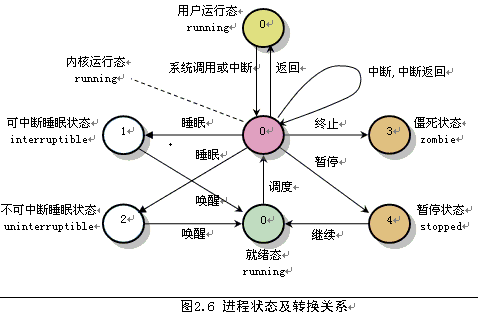 用户运行态
running
0
系统调用或中断
返回
内核运行态
running
中断, 中断返回
可中断睡眠状态
interruptible
1
睡眠
0
终止
3
僵死状态
zombie
睡眠
暂停
唤醒
调度
不可中断睡眠状态
uninterruptible
2
唤醒
0
继续
4
暂停状态
stopped
就绪态
running
图2.6 进程状态及转换关系